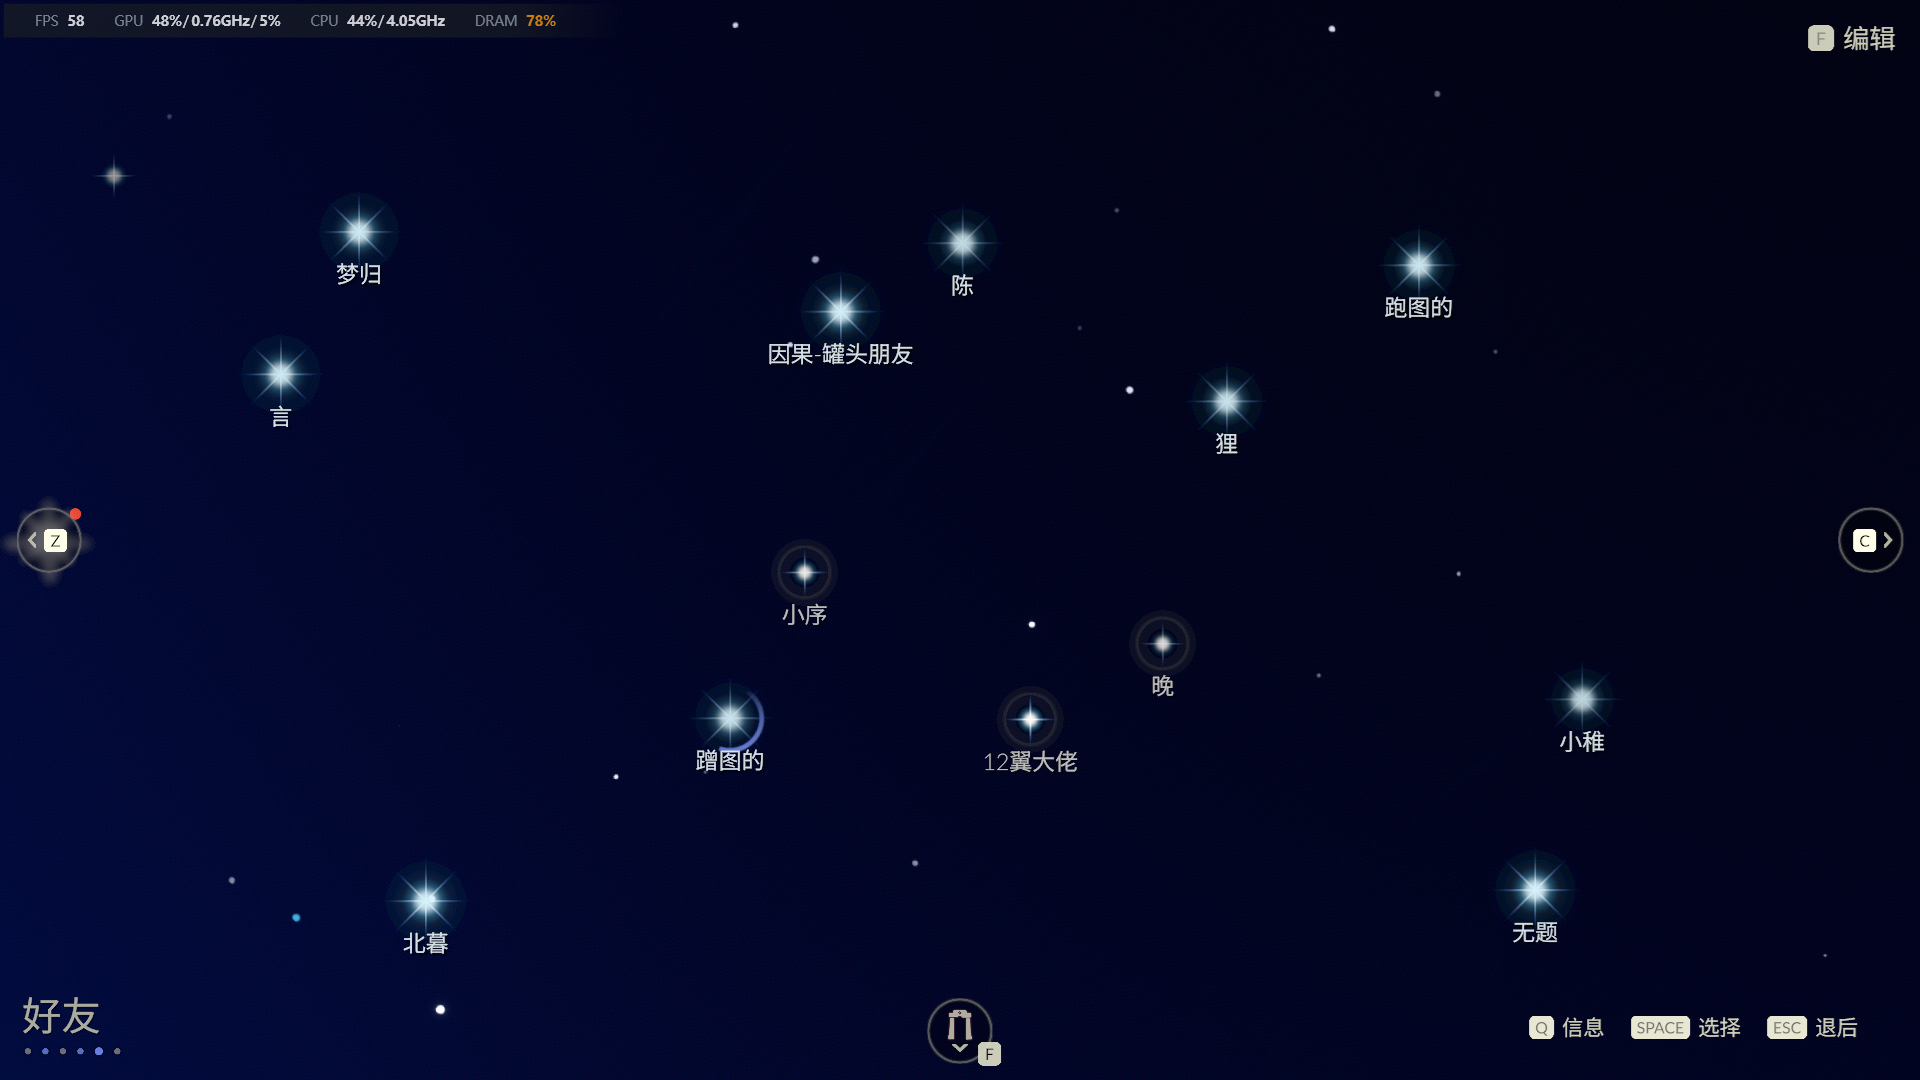 FPS 58 GPU 48%/0.76GHz/5% CPU 44%/4.05GHz DRAM 78%
F 编辑
梦归
陈
跑图的
因果-罐头朋友
言
狸
Z
C
小序
晚
蹭图的
12翼大佬
小稚
北暮
无题
好友
F
Q 信息 SPACE 选择 ESC 退后